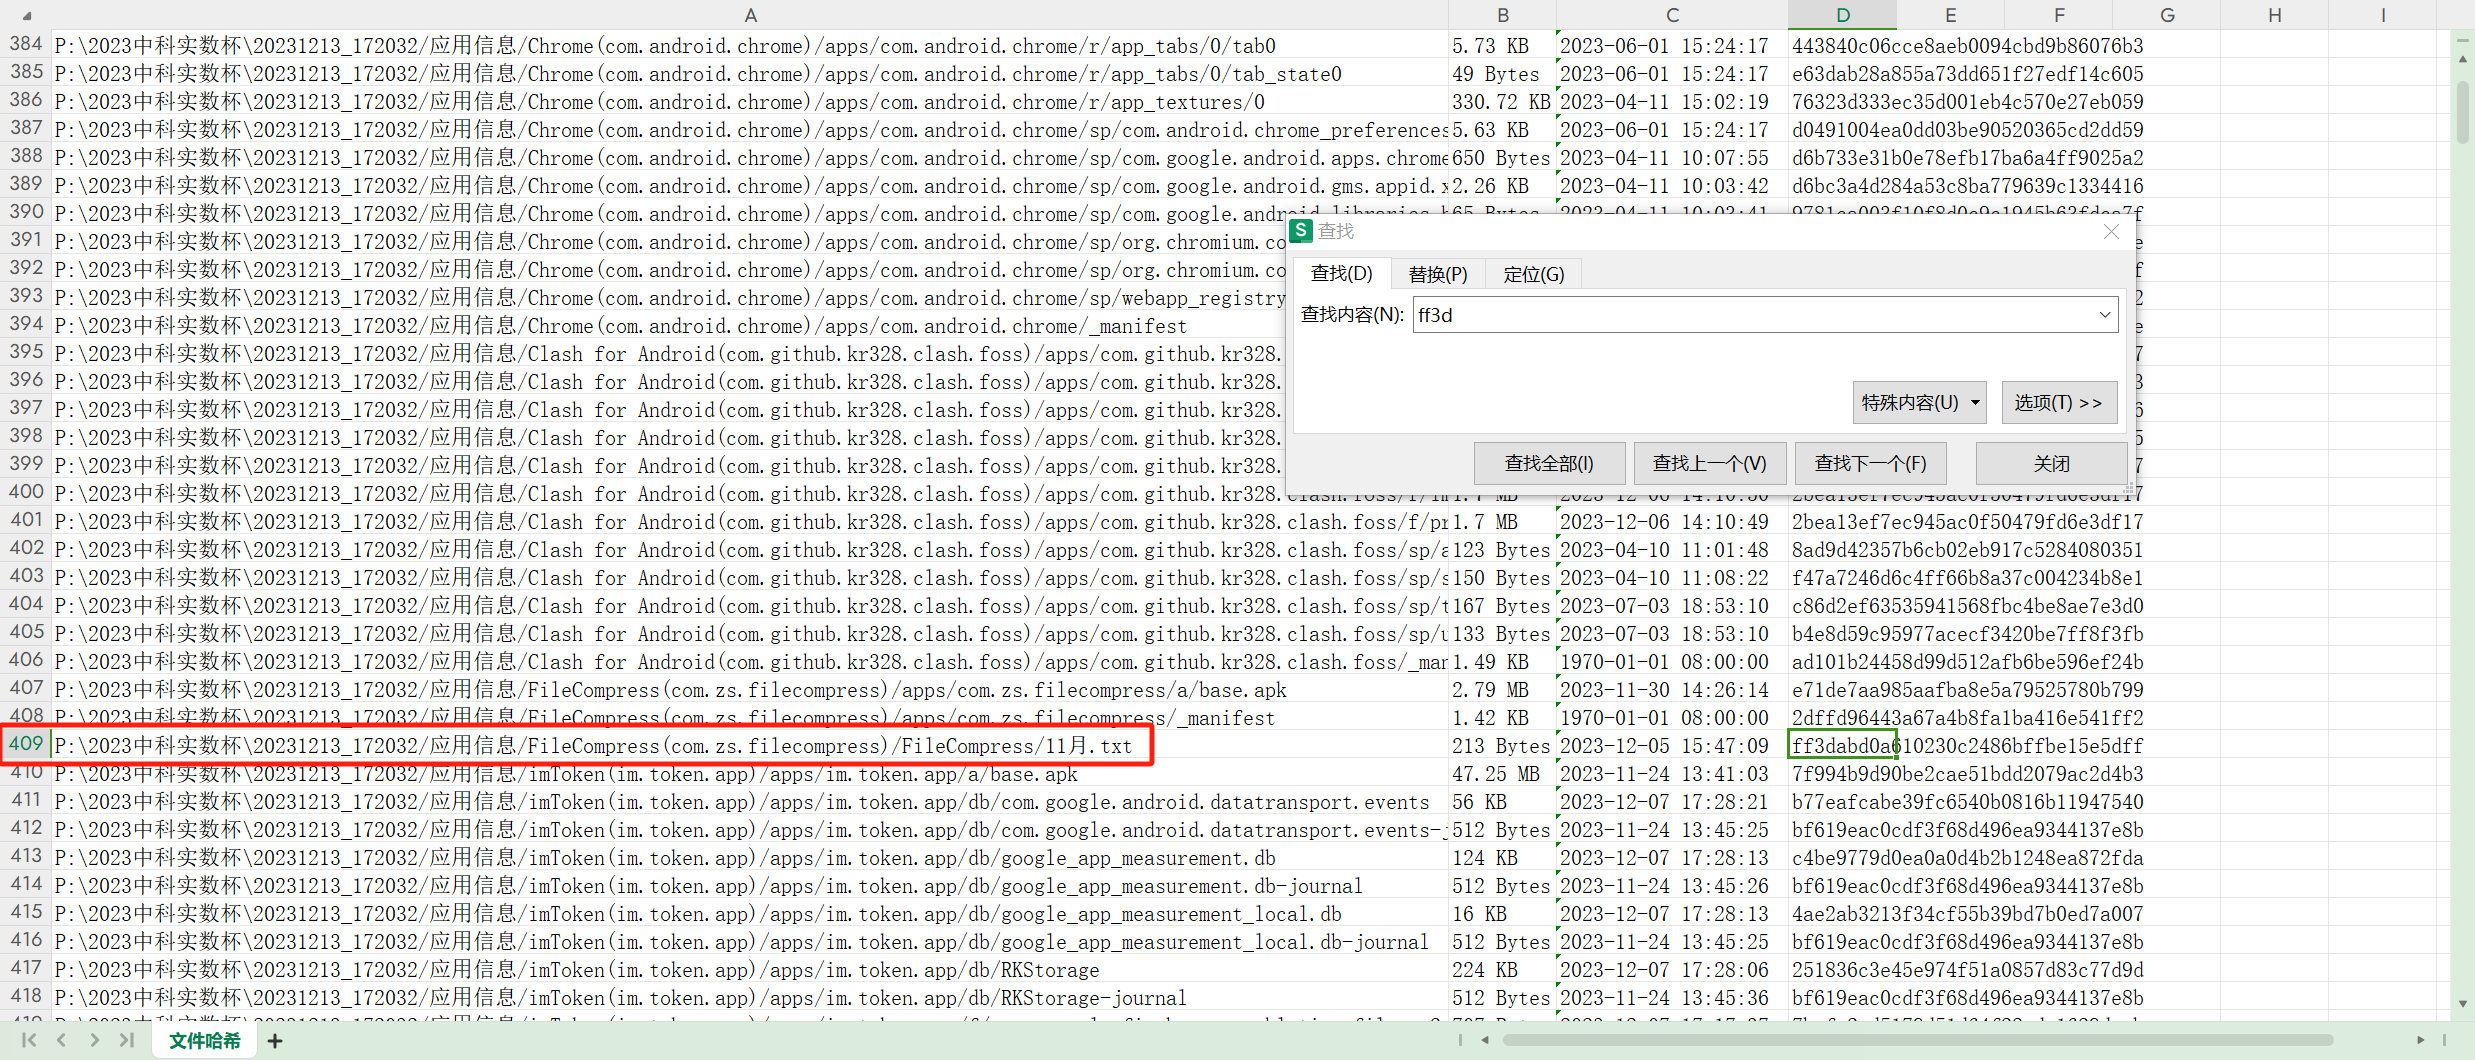 A B C D E F G H I
384 P:\2023中科实数杯\20231213_172032/应用信息/Chrome(com.android.chrome)/apps/com.android.chrome/r/app_tabs/0/tab0 5.73 KB 2023-06-01 15:24:17 443840c06cce8aeb0094cbd9b86076b3
385 P:\2023中科实数杯\20231213_172032/应用信息/Chrome(com.android.chrome)/apps/com.android.chrome/r/app_tabs/0/tab_state0 49 Bytes 2023-06-01 15:24:17 e63dab28a855a73dd651f27edf14c605
386 P:\2023中科实数杯\20231213_172032/应用信息/Chrome(com.android.chrome)/apps/com.android.chrome/r/app_textures/0 330.72 KB 2023-04-11 15:02:19 76323d333ec35d001eb4c570e27eb059
387 P:\2023中科实数杯\20231213_172032/应用信息/Chrome(com.android.chrome)/apps/com.android.chrome/sp/com.android.chrome_preferences 5.63 KB 2023-06-01 15:24:17 d0491004ea0dd03be90520365cd2dd59
388 P:\2023中科实数杯\20231213_172032/应用信息/Chrome(com.android.chrome)/apps/com.android.chrome/sp/com.google.android.apps.chrome 650 Bytes 2023-04-11 10:07:55 d6b733e31b0e78efb17ba6a4ff9025a2
389 P:\2023中科实数杯\20231213_172032/应用信息/Chrome(com.android.chrome)/apps/com.android.chrome/sp/com.google.android.gms.appid.x 2.26 KB 2023-04-11 10:03:42 d6bc3a4d284a53c8ba779639c1334416
390 P:\2023中科实数杯\20231213_172032/应用信息/Chrome(com.android.chrome)/apps/com.android.chrome/sp/com.google.android.libraries.h 65 Bytes 2023-04-11 10:03:41
391 P:\2023中科实数杯\20231213_172032/应用信息/Chrome(com.android.chrome)/apps/com.android.chrome/sp/org.chromium.co e
392 P:\2023中科实数杯\20231213_172032/应用信息/Chrome(com.android.chrome)/apps/com.android.chrome/sp/org.chromium.co f
393 P:\2023中科实数杯\20231213_172032/应用信息/Chrome(com.android.chrome)/apps/com.android.chrome/sp/webapp_registry 2
394 P:\2023中科实数杯\20231213_172032/应用信息/Chrome(com.android.chrome)/apps/com.android.chrome/_manifest e
395 P:\2023中科实数杯\20231213_172032/应用信息/Clash for Android(com.github.kr328.clash.foss)/apps/com.github.kr328. 7
396 P:\2023中科实数杯\20231213_172032/应用信息/Clash for Android(com.github.kr328.clash.foss)/apps/com.github.kr328. 3
397 P:\2023中科实数杯\20231213_172032/应用信息/Clash for Android(com.github.kr328.clash.foss)/apps/com.github.kr328. 6
398 P:\2023中科实数杯\20231213_172032/应用信息/Clash for Android(com.github.kr328.clash.foss)/apps/com.github.kr328. 5
399 P:\2023中科实数杯\20231213_172032/应用信息/Clash for Android(com.github.kr328.clash.foss)/apps/com.github.kr328. 7
400 P:\2023中科实数杯\20231213_172032/应用信息/Clash for Android(com.github.kr328.clash.foss)/apps/com.github.kr328.clash.foss/f/im 1.7 MB 2023-12-06 14:10:50 2bea13ef7ec945ac0f50479fd6e3df17
401 P:\2023中科实数杯\20231213_172032/应用信息/Clash for Android(com.github.kr328.clash.foss)/apps/com.github.kr328.clash.foss/f/pr 1.7 MB 2023-12-06 14:10:49 2bea13ef7ec945ac0f50479fd6e3df17
402 P:\2023中科实数杯\20231213_172032/应用信息/Clash for Android(com.github.kr328.clash.foss)/apps/com.github.kr328.clash.foss/sp/a 123 Bytes 2023-04-10 11:01:48 8ad9d42357b6cb02eb917c5284080351
403 P:\2023中科实数杯\20231213_172032/应用信息/Clash for Android(com.github.kr328.clash.foss)/apps/com.github.kr328.clash.foss/sp/s 150 Bytes 2023-04-10 11:08:22 f47a7246d6c4ff66b8a37c004234b8e1
404 P:\2023中科实数杯\20231213_172032/应用信息/Clash for Android(com.github.kr328.clash.foss)/apps/com.github.kr328.clash.foss/sp/t 167 Bytes 2023-07-03 18:53:10 c86d2ef63535941568fbc4be8ae7e3d0
405 P:\2023中科实数杯\20231213_172032/应用信息/Clash for Android(com.github.kr328.clash.foss)/apps/com.github.kr328.clash.foss/sp/u 133 Bytes 2023-07-03 18:53:10 b4e8d59c95977acecf3420be7ff8f3fb
406 P:\2023中科实数杯\20231213_172032/应用信息/Clash for Android(com.github.kr328.clash.foss)/apps/com.github.kr328.clash.foss/_man 1.49 KB 1970-01-01 08:00:00 ad101b24458d99d512afb6be596ef24b
407 P:\2023中科实数杯\20231213_172032/应用信息/FileCompress(com.zs.filecompress)/apps/com.zs.filecompress/a/base.apk 2.79 MB 2023-11-30 14:26:14 e71de7aa985aafba8e5a79525780b799
408 P:\2023中科实数杯\20231213_172032/应用信息/FileCompress(com.zs.filecompress)/apps/com.zs.filecompress/_manifest 1.42 KB 1970-01-01 08:00:00 2dffd96443a67a4b8fa1ba416e541ff2
409 P:\2023中科实数杯\20231213_172032/应用信息/FileCompress(com.zs.filecompress)/FileCompress/11月.txt 213 Bytes 2023-12-05 15:47:09 ff3dabd0a610230c2486bffbe15e5dff
410 P:\2023中科实数杯\20231213_172032/应用信息/imToken(im.token.app)/apps/im.token.app/a/base.apk 47.25 MB 2023-11-24 13:41:03 7f994b9d90be2cae51bdd2079ac2d4b3
411 P:\2023中科实数杯\20231213_172032/应用信息/imToken(im.token.app)/apps/im.token.app/db/com.google.android.datatransport.events 56 KB 2023-12-07 17:28:21 b77eafcabe39fc6540b0816b11947540
412 P:\2023中科实数杯\20231213_172032/应用信息/imToken(im.token.app)/apps/im.token.app/db/com.google.android.datatransport.events-j 512 Bytes 2023-11-24 13:45:25 bf619eac0cdf3f68d496ea9344137e8b
413 P:\2023中科实数杯\20231213_172032/应用信息/imToken(im.token.app)/apps/im.token.app/db/google_app_measurement.db 124 KB 2023-12-07 17:28:13 c4be9779d0ea0a0d4b2b1248ea872fda
414 P:\2023中科实数杯\20231213_172032/应用信息/imToken(im.token.app)/apps/im.token.app/db/google_app_measurement.db-journal 512 Bytes 2023-11-24 13:45:26 bf619eac0cdf3f68d496ea9344137e8b
415 P:\2023中科实数杯\20231213_172032/应用信息/imToken(im.token.app)/apps/im.token.app/db/google_app_measurement_local.db 16 KB 2023-12-07 17:28:13 4ae2ab3213f34cf55b39bd7b0ed7a007
416 P:\2023中科实数杯\20231213_172032/应用信息/imToken(im.token.app)/apps/im.token.app/db/google_app_measurement_local.db-journal 512 Bytes 2023-11-24 13:45:25 bf619eac0cdf3f68d496ea9344137e8b
417 P:\2023中科实数杯\20231213_172032/应用信息/imToken(im.token.app)/apps/im.token.app/db/RKStorage 224 KB 2023-12-07 17:28:06 251836c3e45e974f51a0857d83c77d9d
418 P:\2023中科实数杯\20231213_172032/应用信息/imToken(im.token.app)/apps/im.token.app/db/RKStorage-journal 512 Bytes 2023-11-24 13:45:36 bf619eac0cdf3f68d496ea9344137e8b
S 查找
查找(D) 替换(P) 定位(G)
查找内容(N): ff3d
特殊内容(U) 选项(T) >>
查找全部(I) 查找上一个(V) 查找下一个(F) 关闭
文件哈希 +